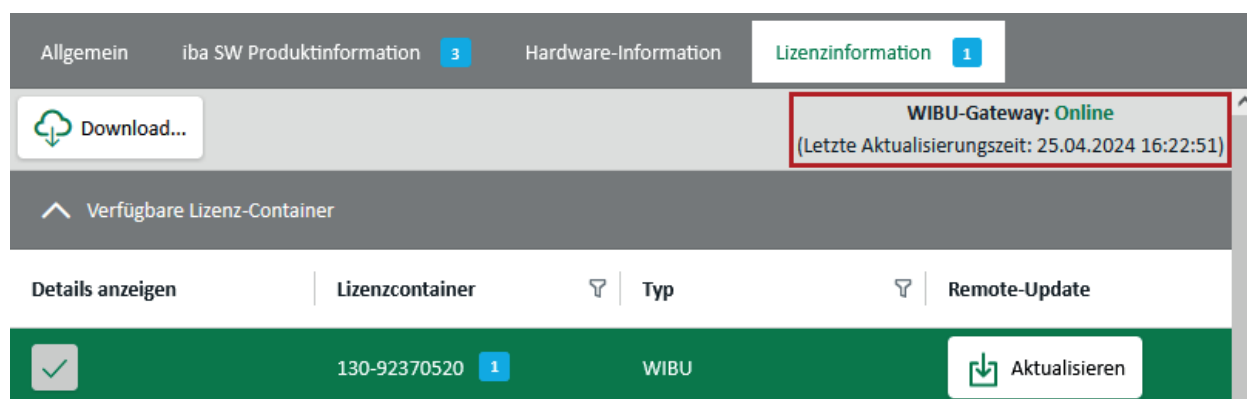 Allgemein iba SW Produktinformation 3 Hardware-Information Lizenzinformation 1
Download...
WIBU-Gateway: Online
(Letzte Aktualisierungszeit: 25.04.2024 16:22:51)
Verfügbare Lizenz-Container
Details anzeigen Lizenzcontainer Typ Remote-Update
130-92370520 1 WIBU Aktualisieren